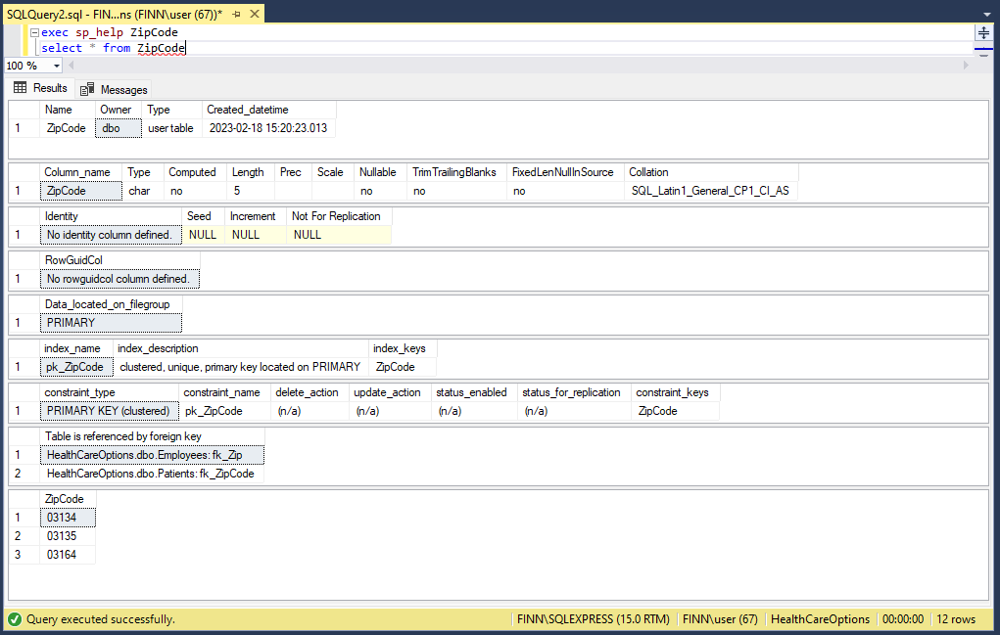 SQLQuery2.sql - FIN...ns (FINN\user (67))*
exec sp_help ZipCode
select * from ZipCode
100 %
Results Messages
Name Owner Type Created_datetime
1 ZipCode dbo user table 2023-02-18 15:20:23.013
Column_name Type Computed Length Prec Scale Nullable TrimTrailingBlanks FixedLenNullInSource Collation
1 ZipCode char no 5 no no no SQL_Latin1_General_CP1_CI_AS
Identity Seed Increment Not For Replication
1 No identity column defined. NULL NULL NULL
RowGuidCol
1 No rowguidcol column defined.
Data_located_on_filegroup
1 PRIMARY
index_name index_description index_keys
1 pk_ZipCode clustered, unique, primary key located on PRIMARY ZipCode
constraint_type constraint_name delete_action update_action status_enabled status_for_replication constraint_keys
1 PRIMARY KEY (clustered) pk_ZipCode (n/a) (n/a) (n/a) (n/a) ZipCode
Table is referenced by foreign key
1 HealthCareOptions.dbo.Employees: fk_Zip
2 HealthCareOptions.dbo.Patients: fk_ZipCode
ZipCode
1 03134
2 03135
3 03164
Query executed successfully. FINN\SQLEXPRESS (15.0 RTM) FINN\user (67) HealthCareOptions 00:00:00 12 rows